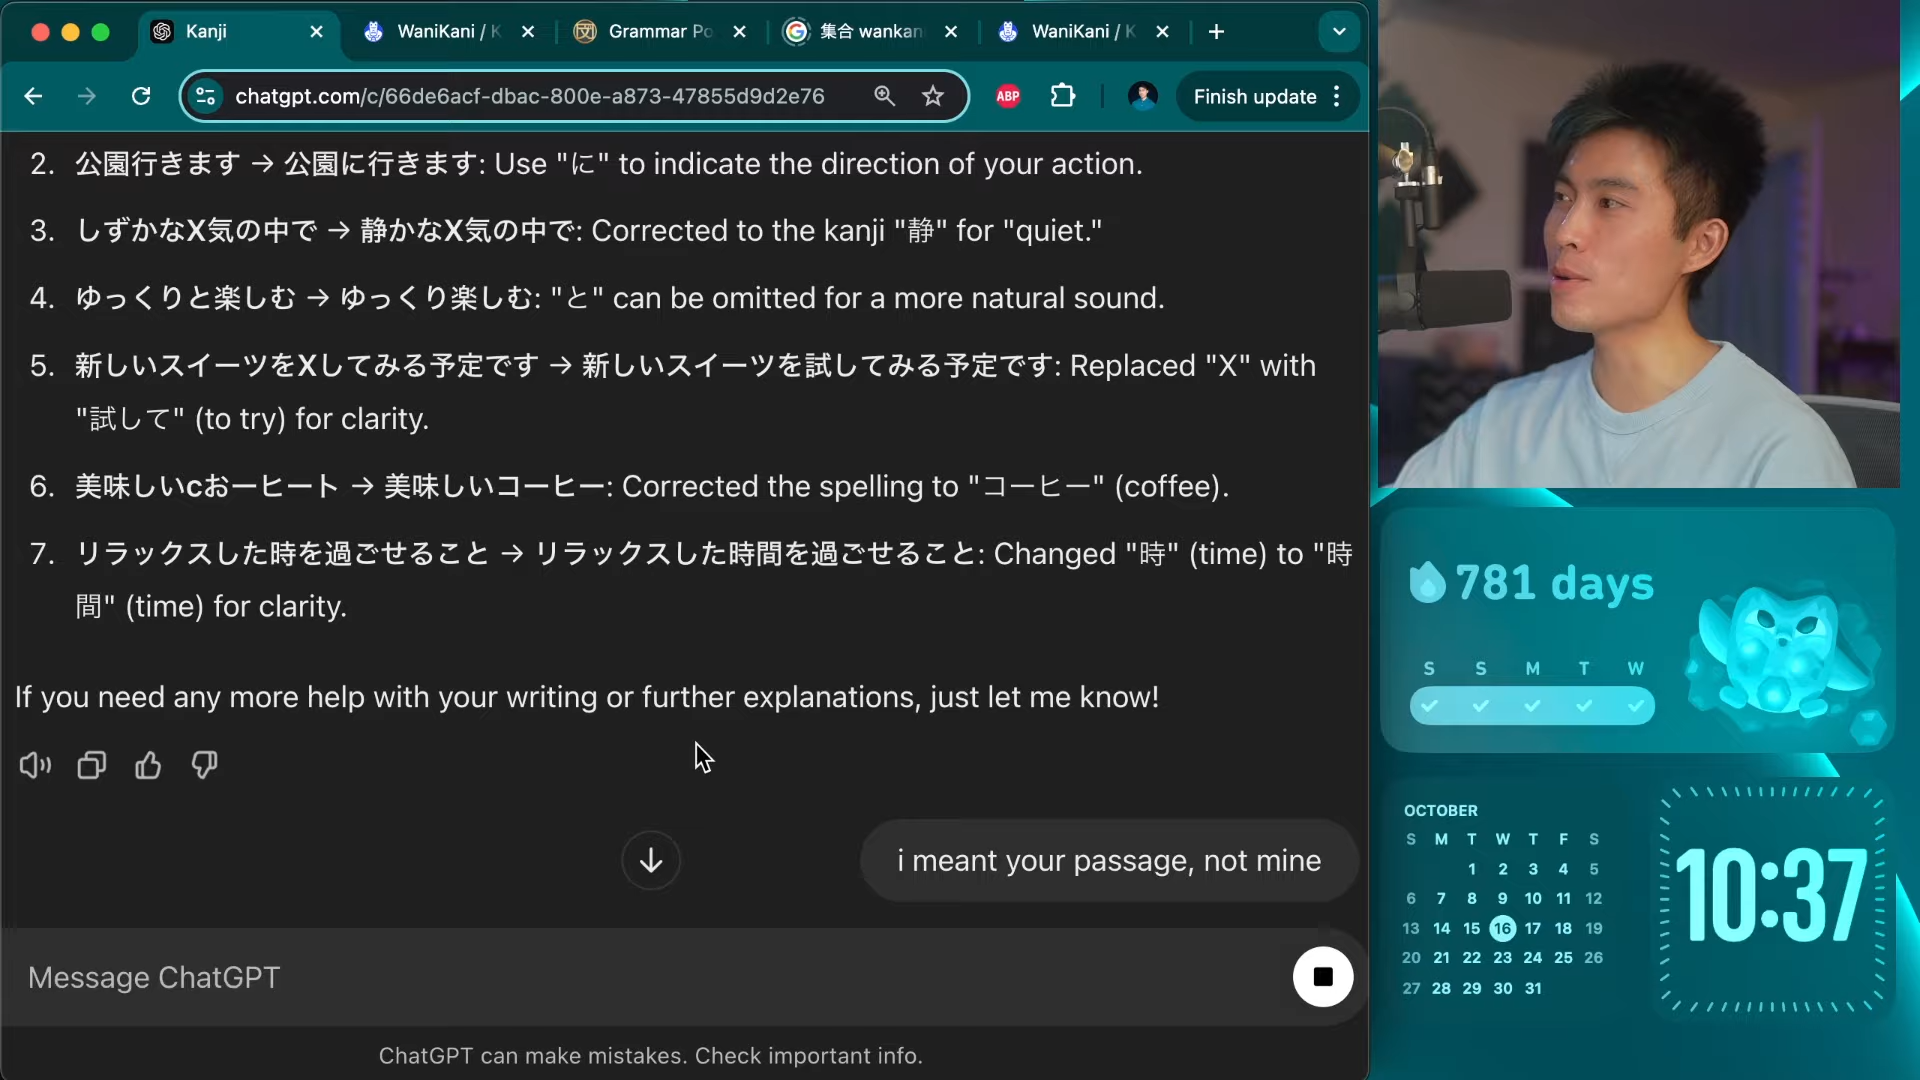 Kanji
WaniKani / K
Grammar Po
集合 wankan
WaniKani / K
chatgpt.com/c/66de6acf-dbac-800e-a873-47855d9d2e76
ABP
Finish update
2. 公園行きます → 公園に行きます: Use "に" to indicate the direction of your action.
3. しずかなX気の中で → 静かなX気の中で: Corrected to the kanji "静" for "quiet."
4. ゆっくりと楽しむ → ゆっくり楽しむ: "と" can be omitted for a more natural sound.
5. 新しいスイーツをXしてみる予定です → 新しいスイーツを試してみる予定です: Replaced "X" with
"試して" (to try) for clarity.
6. 美味しいcおーヒート → 美味しいコーヒー: Corrected the spelling to "コーヒー" (coffee).
7. リラックスした時を過ごせること → リラックスした時間を過ごせること: Changed "時" (time) to "時
間" (time) for clarity.
If you need any more help with your writing or further explanations, just let me know!
i meant your passage, not mine
Message ChatGPT
ChatGPT can make mistakes. Check important info.
781 days
S S M T W
OCTOBER
S M T W T F S
1 2 3 4 5
6 7 8 9 10 11 12
13 14 15 16 17 18 19
20 21 22 23 24 25 26
27 28 29 30 31
10:37